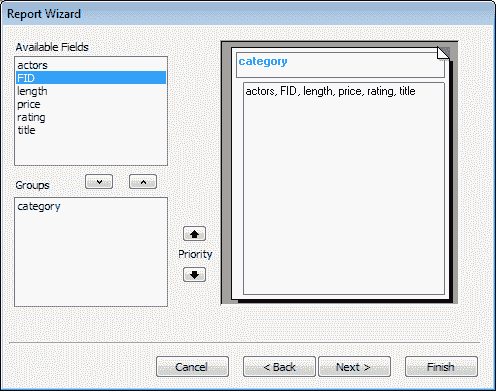 Report Wizard
Available Fields
actors
FID
length
price
rating
title
Groups
category
Priority
category
actors, FID, length, price, rating, title
Cancel
< Back
Next >
Finish